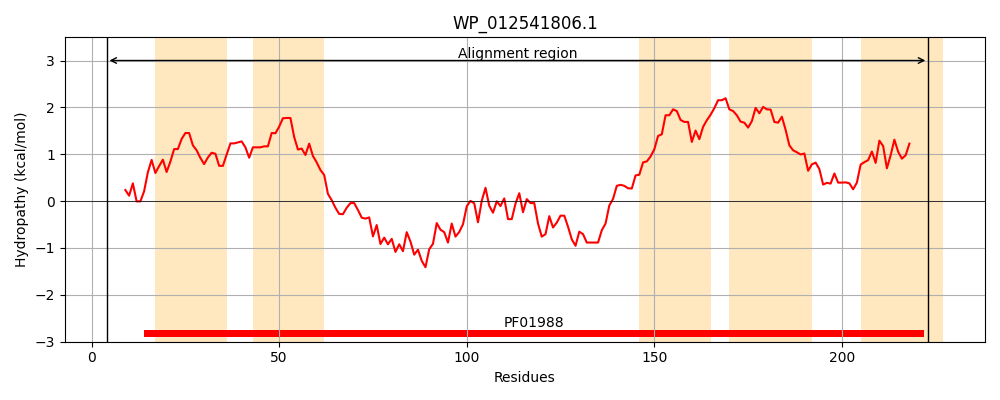 WP_012541806.1
Alignment region
Hydropathy (kcal/mol)
3
2
1
0
−1
−2
−3
PF01988
0
50
100
150
200
Residues